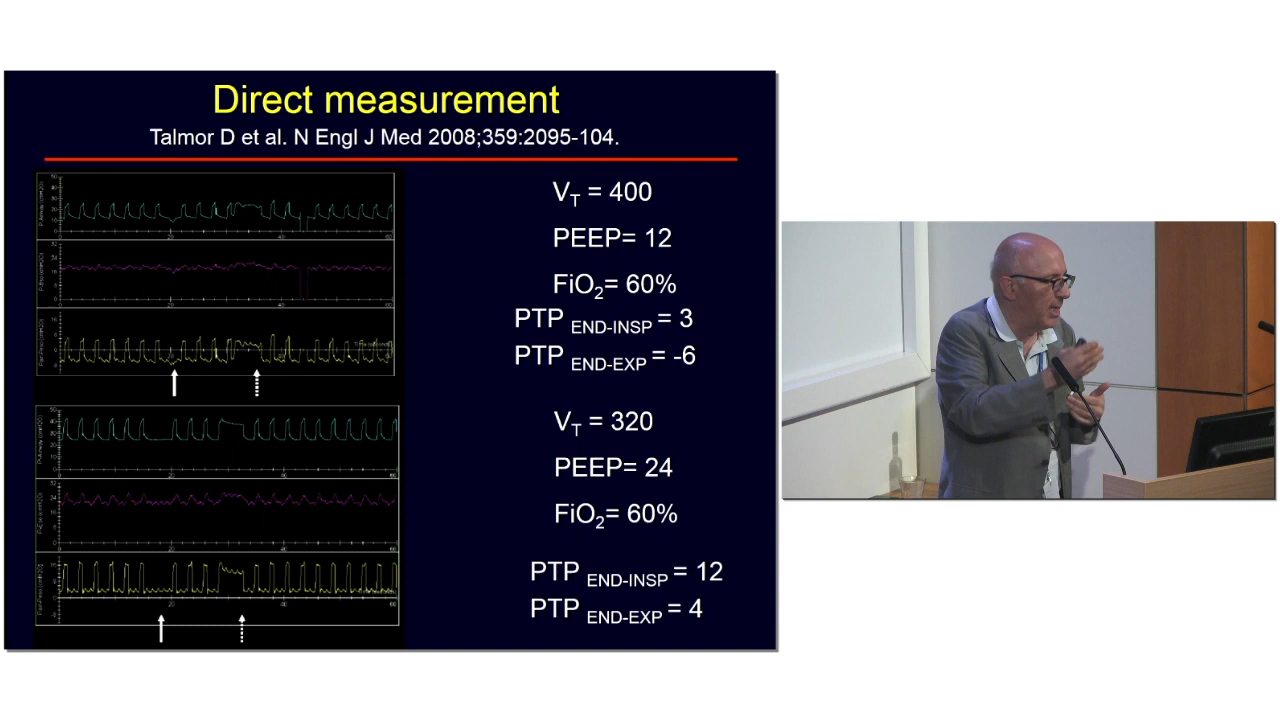 Direct measurement
Talmor D et al. N Engl J Med 2008;359:2095-104.
V_T = 400
PEEP= 12
FiO₂= 60%
PTP END-INSP = 3
PTP END-EXP = -6
V_T = 320
PEEP= 24
FiO₂= 60%
PTP END-INSP = 12
PTP END-EXP = 4